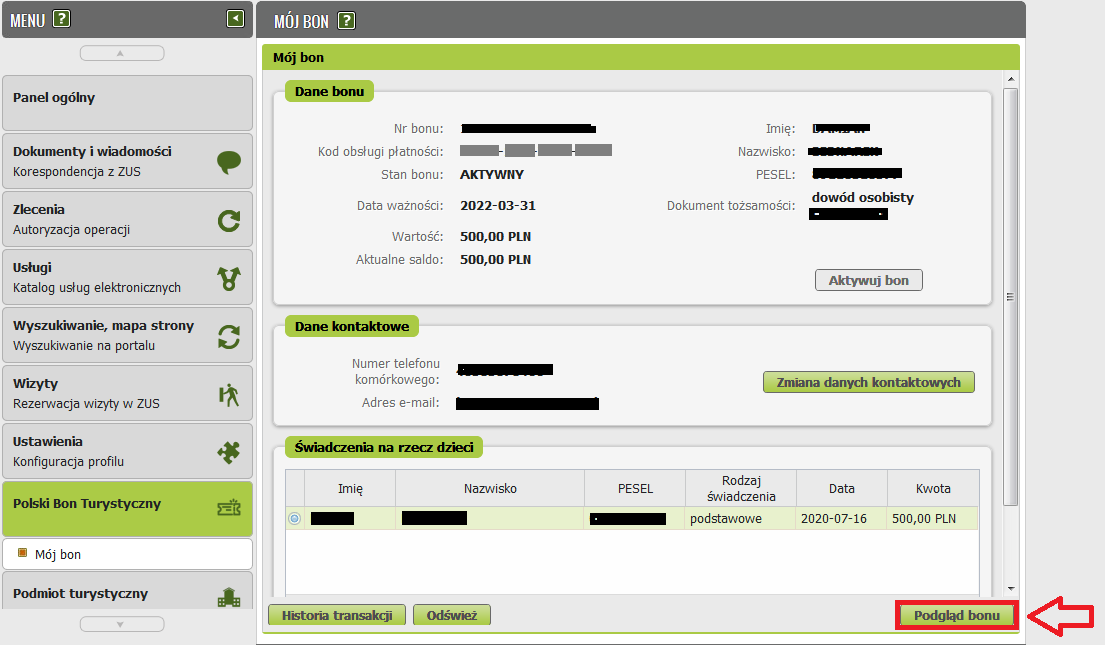 MENU ?
Panel ogólny
Dokumenty i wiadomości
Korespondencja z ZUS
Zlecenia
Autoryzacja operacji
Usługi
Katalog usług elektronicznych
Wyszukiwanie, mapa strony
Wyszukiwanie na portalu
Wizyty
Rezerwacja wizyty w ZUS
Ustawienia
Konfiguracja profilu
Polski Bon Turystyczny
Mój bon
Podmiot turystyczny
MÓJ BON ?
Mój bon
Dane bonu
Nr bonu:
Kod obsługi płatności:
Stan bonu: AKTYWNY
Data ważności: 2022-03-31
Wartość: 500,00 PLN
Aktualne saldo: 500,00 PLN
Imię:
Nazwisko:
PESEL:
Dokument tożsamości: dowód osobisty
Aktywuj bon
Dane kontaktowe
Numer telefonu
komórkowego:
Adres e-mail:
Zmiana danych kontaktowych
Świadczenia na rzecz dzieci
Imię Nazwisko PESEL Rodzaj świadczenia Data Kwota
podstawowe 2020-07-16 500,00 PLN
Historia transakcji Odśwież Podgląd bonu